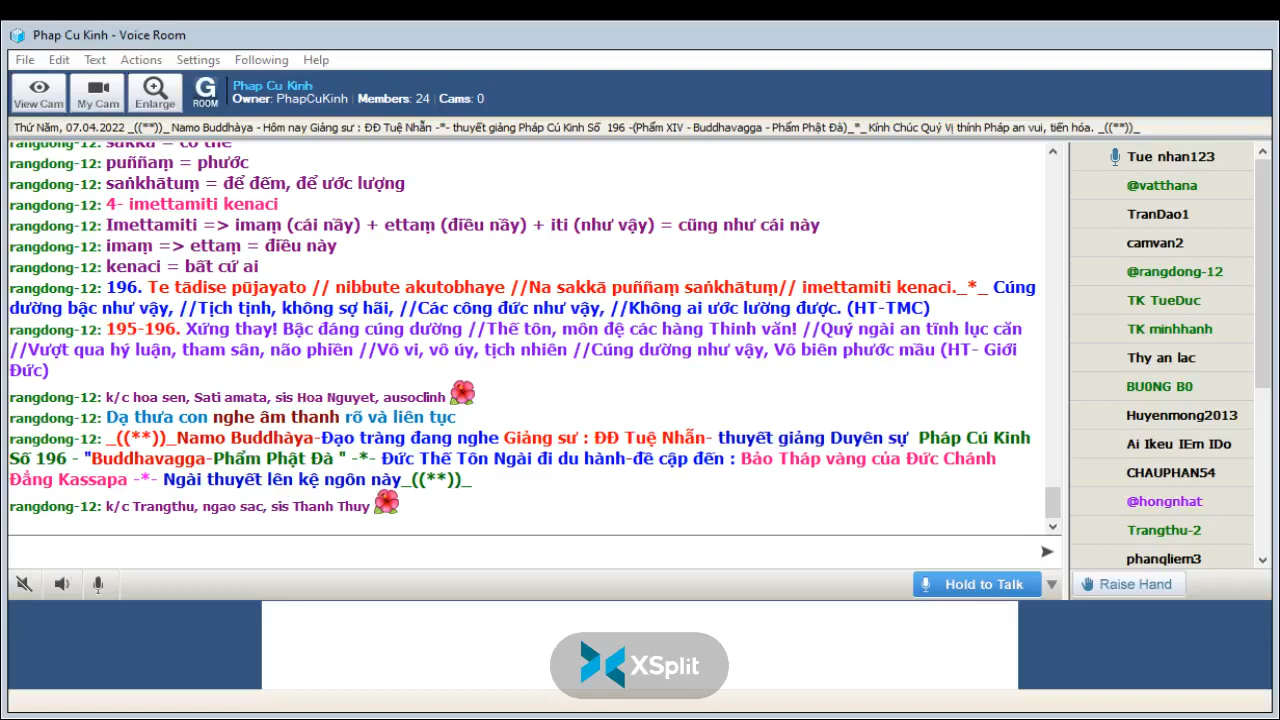 Phap Cu Kinh - Voice Room
File Edit Text Actions Settings Following Help
View Cam
My Cam
Enlarge
G ROOM
Phap Cu Kinh
Owner: PhapCuKinh | Members: 24 | Cams: 0
Thứ Năm, 07.04.2022 _((**))_ Namo Buddhàya - Hôm nay Giảng sư : ĐĐ Tuệ Nhẫn -*- thuyết giảng Pháp Cú Kinh Số 196 -(Phẩm XIV - Buddhavagga - Phẩm Phật Đà)_*_ Kính Chúc Quý Vị thính Pháp an vui, tiến hóa. _((**))_
rangdong-12: sakkā = có thể
rangdong-12: puññaṃ = phước
rangdong-12: saṅkhātuṃ = để đếm, để ước lượng
rangdong-12: 4- imettamiti kenaci
rangdong-12: Imettamiti => imaṃ (cái nầy) + ettaṃ (điều nầy) + iti (như vậy) = cũng như cái này
rangdong-12: imaṃ => ettaṃ = điều này
rangdong-12: kenaci = bất cứ ai
rangdong-12: 196. Te tādise pūjayato // nibbute akutobhaye //Na sakkā puññaṃ saṅkhātuṃ// imettamiti kenaci._*_ Cúng
dường bậc như vậy, //Tịch tịnh, không sợ hãi, //Các công đức như vậy, //Không ai ước lường được. (HT-TMC)
rangdong-12: 195-196. Xứng thay! Bậc đáng cúng dường //Thế tôn, môn đệ các hàng Thinh văn! //Quý ngài an tĩnh lục căn
//Vượt qua hý luận, tham sân, não phiền //Vô vi, vô úy, tịch nhiên //Cúng dường như vậy, Vô biên phước mầu (HT- Giới
Đức)
rangdong-12: k/c hoa sen, Sati amata, sis Hoa Nguyet, ausoclinh
rangdong-12: Dạ thưa con nghe âm thanh rõ và liên tục
rangdong-12: _((**))_Namo Buddhàya-Đạo tràng đang nghe Giảng sư : ĐĐ Tuệ Nhẫn- thuyết giảng Duyên sự Pháp Cú Kinh
Số 196 - "Buddhavagga-Phẩm Phật Đà " -*- Đức Thế Tôn Ngài đi du hành-đề cập đến : Bảo Tháp vàng của Đức Chánh
Đẳng Kassapa -*- Ngài thuyết lên kệ ngôn này_((**))_
rangdong-12: k/c Trangthu, ngao sac, sis Thanh Thuy
Tue nhan123
@vatthana
TranDao1
camvan2
@rangdong-12
TK TueDuc
TK minhhanh
Thy an lac
BU0NG B0
Huyenmong2013
Ai Ikeu IEm IDo
CHAUPHAN54
@hongnhat
Trangthu-2
phanqliem3
Hold to Talk
Raise Hand
XSplit